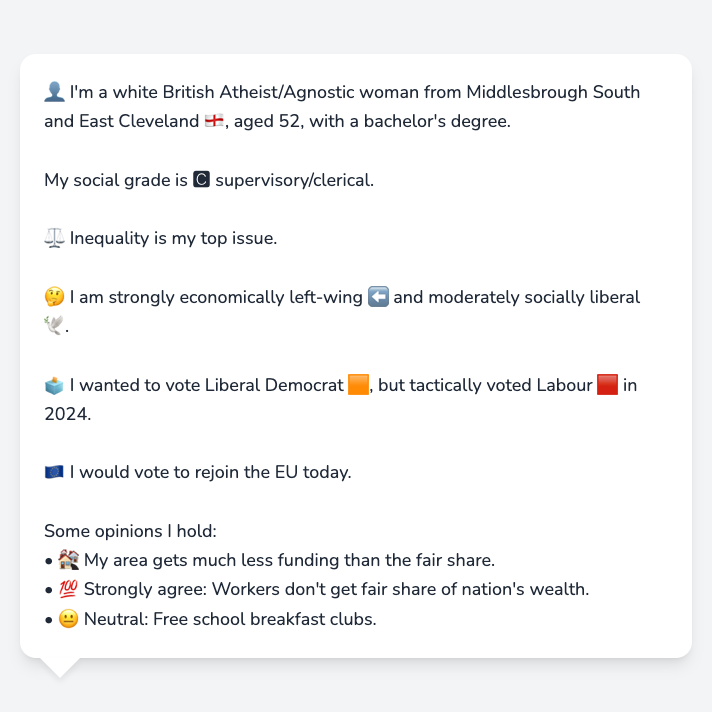 👤 I'm a white British Atheist/Agnostic woman from Middlesbrough South
and East Cleveland 🏴󠁧󠁢󠁥󠁮󠁧󠁿, aged 52, with a bachelor's degree.
My social grade is C supervisory/clerical.
⚖️ Inequality is my top issue.
🤔 I am strongly economically left-wing ⬅️ and moderately socially liberal
🕊️.
🗳️ I wanted to vote Liberal Democrat 🟧, but tactically voted Labour 🟥 in
2024.
🇪🇺 I would vote to rejoin the EU today.
Some opinions I hold:
• 🏚️ My area gets much less funding than the fair share.
• 💯 Strongly agree: Workers don't get fair share of nation's wealth.
• 😐 Neutral: Free school breakfast clubs.